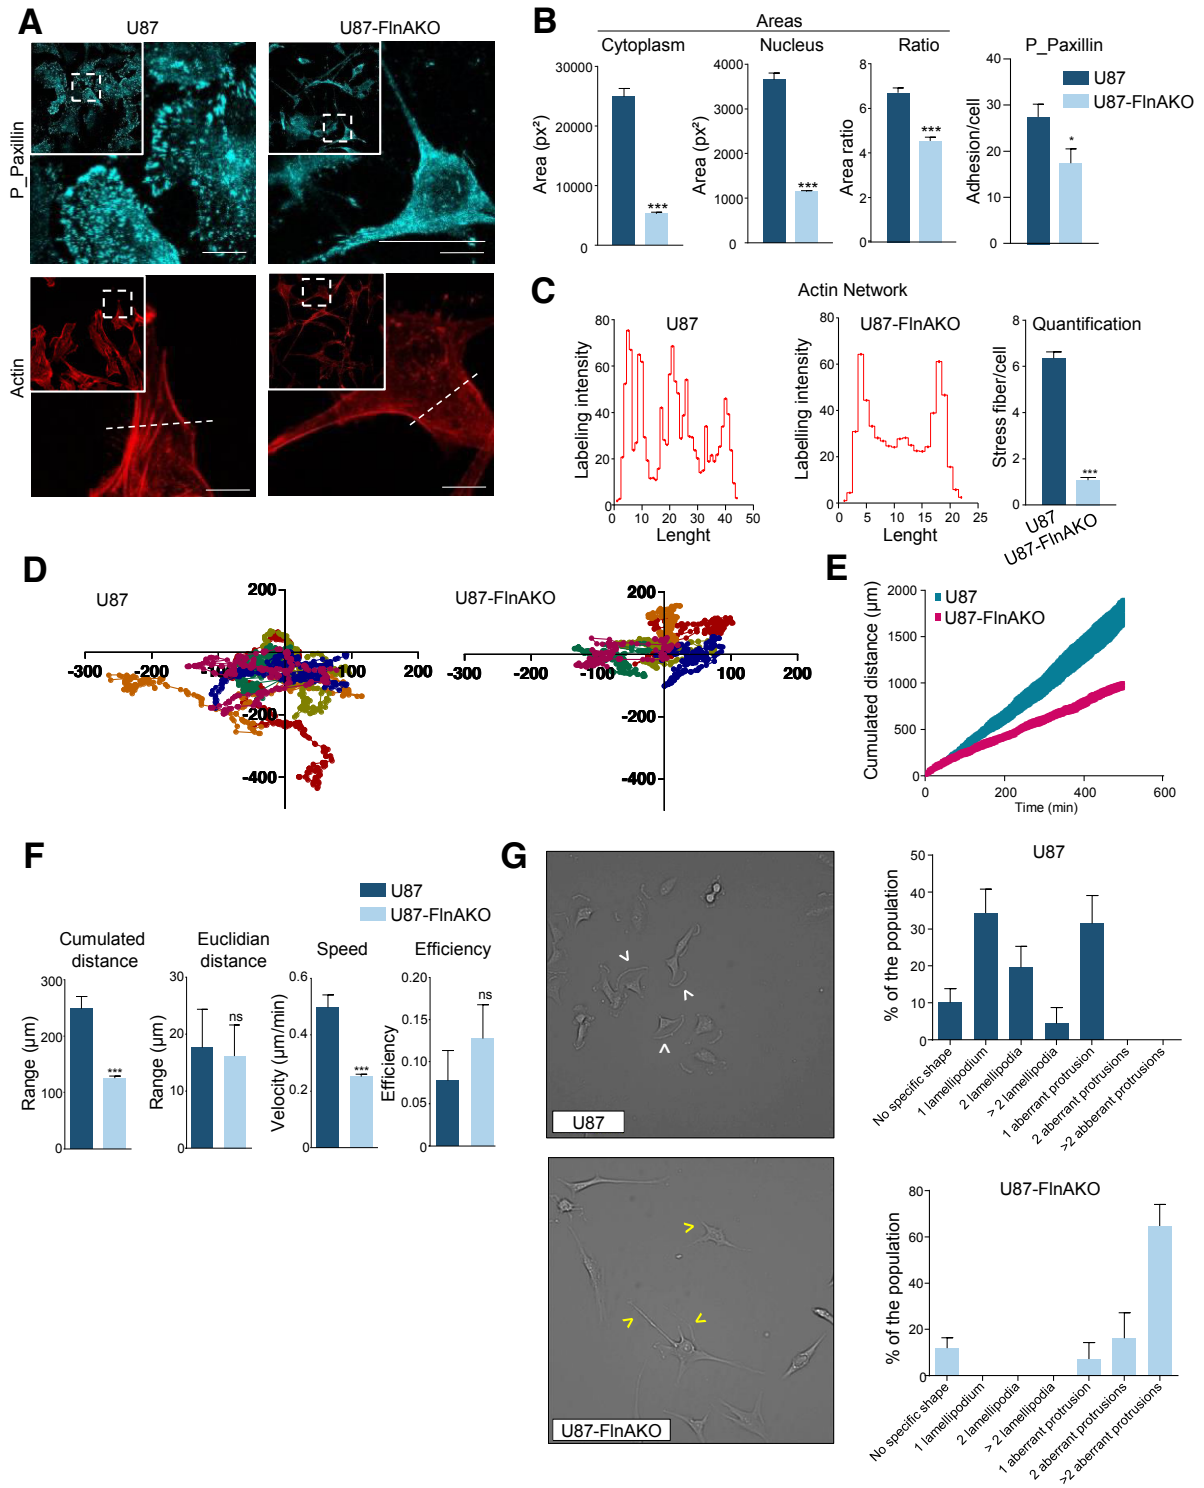 A
U87
U87-FlnAKO
P_Paxillin
Actin
B
Areas
Cytoplasm
Nucleus
Ratio
P_Paxillin
U87
U87-FlnAKO
Area (px²)
30000
20000
10000
0
***
Area (px²)
4000
3000
2000
1000
0
***
Area ratio
8
6
4
2
0
***
Adhesion/cell
40
30
20
10
0
*
C
Actin Network
U87
Labelling intensity
80
60
40
20
0
0 10 20 30 40 50
Lenght
U87-FlnAKO
Labelling intensity
80
60
40
20
0
0 5 10 15 20 25
Lenght
Quantification
Stress fiber/cell
8
6
4
2
0
***
U87
U87-FlnAKO
D
U87
200
-300 -200 -100 100 200
-200
-400
U87-FlnAKO
200
-300 -200 -100 100 200
-200
-400
E
U87
U87-FlnAKO
Cumulated distance (µm)
2000
1500
1000
500
0
0 200 400 600
Time (min)
F
U87
U87-FlnAKO
Cumulated
distance
Range (µm)
300
200
100
0
***
Euclidian
distance
Range (µm)
30
20
10
0
ns
Speed
Velocity (µm/min)
0.6
0.4
0.2
0
***
Efficiency
Efficiency
0.20
0.15
0.10
0.05
0
ns
G
U87
U87-FlnAKO
U87
% of the population
50
40
30
20
10
0
No specific shape
1 lamellipodium
2 lamellipodia
> 2 lamellipodia
1 aberrant protrusion
2 aberrant protrusions
>2 abberant protrusions
U87-FlnAKO
% of the population
80
60
40
20
0
No specific shape
1 lamellipodium
2 lamellipodia
> 2 lamellipodia
1 aberrant protrusion
2 aberrant protrusions
>2 aberrant protrusions